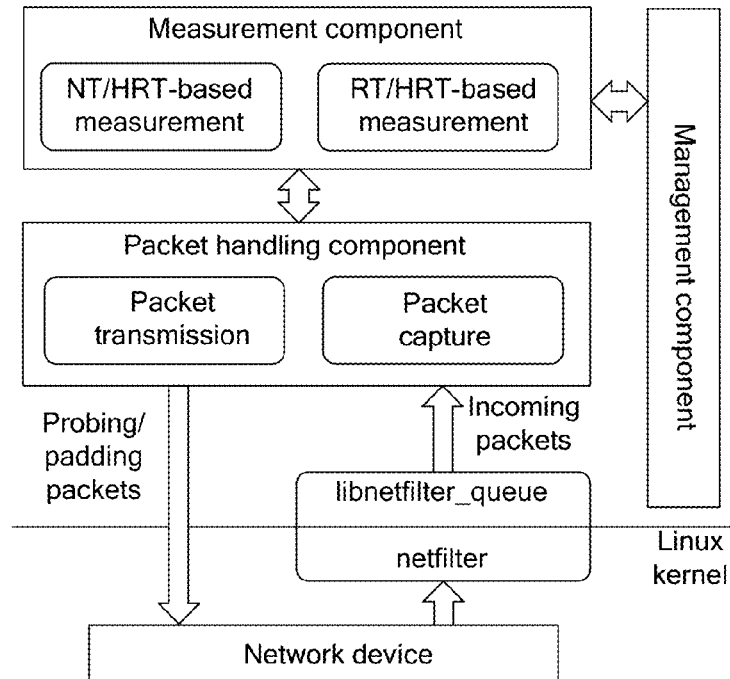 Measurement component
NT/HRT-based
measurement
RT/HRT-based
measurement
Management component
Packet handling component
Packet
transmission
Packet
capture
Probing/
padding
packets
Incoming
packets
libnetfilter_queue
netfilter
Linux
kernel
Network device